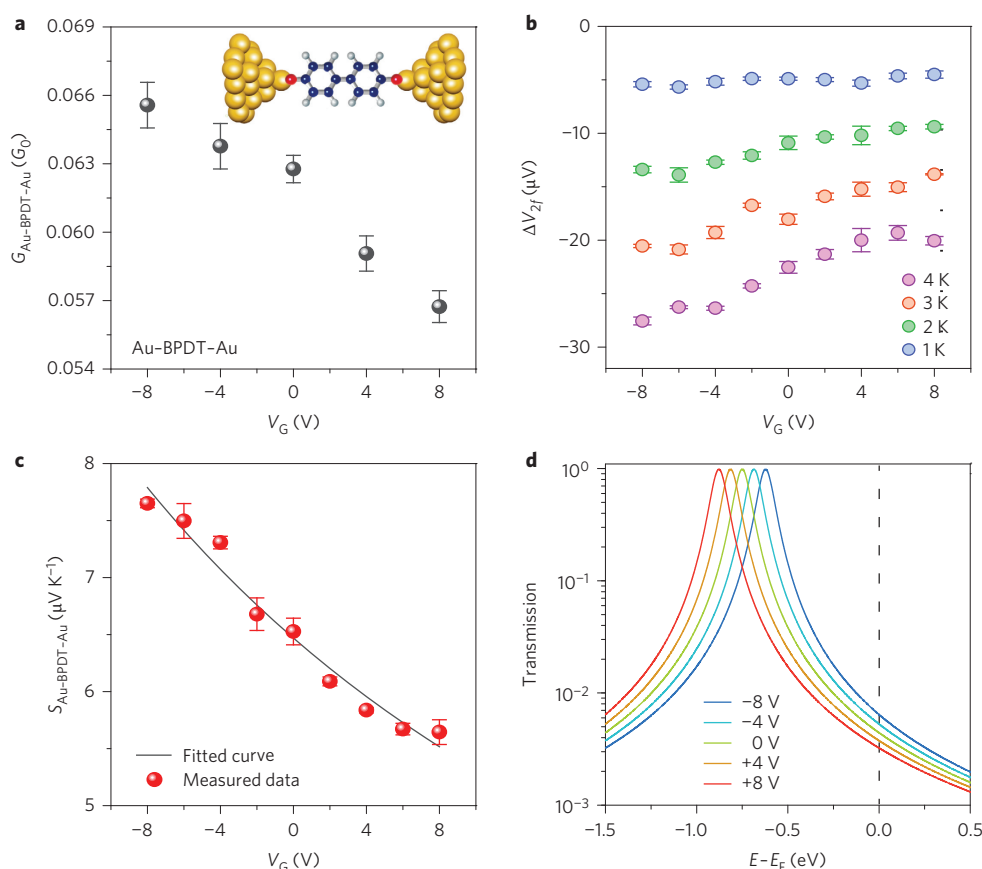 a
0.069
0.066
0.063
0.060
0.057
0.054
G_Au–BPDT–Au (G_0)
Au–BPDT–Au
−8
−4
0
4
8
V_G (V)
b
0
−10
−20
−30
ΔV_2f (μV)
4 K
3 K
2 K
1 K
−8
−4
0
4
8
V_G (V)
c
8
7
6
5
S_Au–BPDT–Au (μV K⁻¹)
Fitted curve
Measured data
−8
−4
0
4
8
V_G (V)
d
10⁰
10⁻¹
10⁻²
10⁻³
Transmission
−8 V
−4 V
0 V
+4 V
+8 V
−1.5
−1.0
−0.5
0.0
0.5
E−E_F (eV)